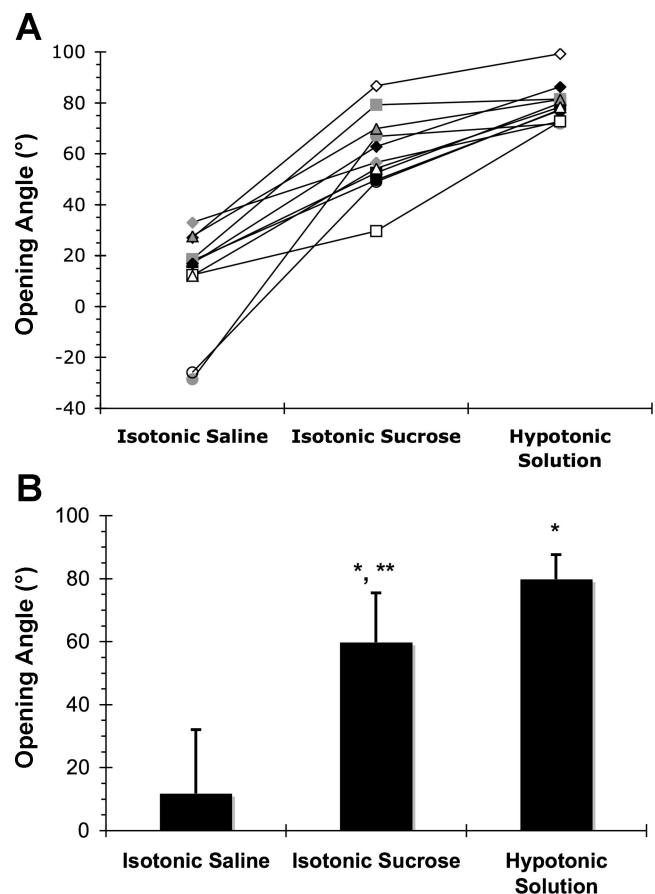 A
100
80
60
40
20
0
-20
-40
Opening Angle (°)
Isotonic Saline
Isotonic Sucrose
Hypotonic
Solution
B
100
80
60
40
20
0
Opening Angle (°)
*, **
*
Isotonic Saline
Isotonic Sucrose
Hypotonic
Solution